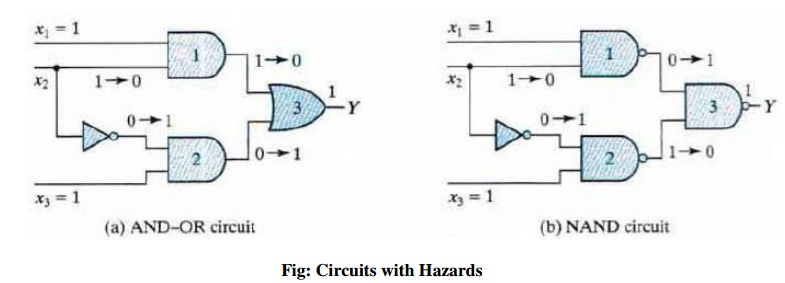 x₁ = 1
1
1→0
x₂
1→0
3
1
Y
0→1
2
0→1
x₃ = 1
(a) AND–OR circuit
x₁ = 1
1
0→1
x₂
1→0
3
1
Y
0→1
2
1→0
x₃ = 1
(b) NAND circuit
Fig: Circuits with Hazards